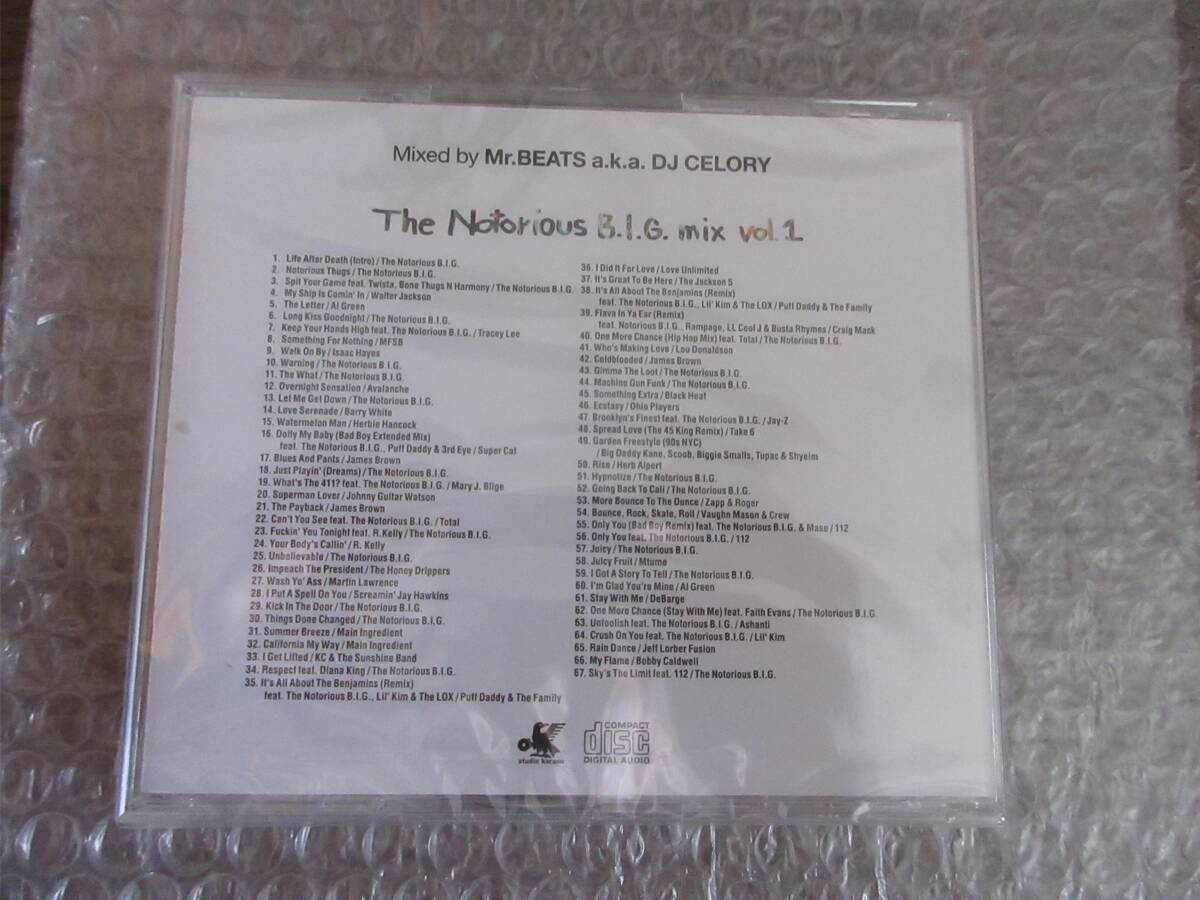 Mixed by Mr.BEATS a.k.a. DJ CELORY
The Notorious B.I.G. mix vol.1
1. Life After Death (Intro) / The Notorious B.I.G.
2. Notorious Thugs / The Notorious B.I.G.
3. Spit Your Game feat. Twista, Bone Thugs N Harmony / The Notorious B.I.G.
4. My Ship Is Comin' In / Walter Jackson
5. The Letter / Al Green
6. Long Kiss Goodnight / The Notorious B.I.G.
7. Keep Your Hands High feat. The Notorious B.I.G. / Tracey Lee
8. Something For Nothing / MFSB
9. Walk On By / Isaac Hayes
10. Warning / The Notorious B.I.G.
11. The What / The Notorious B.I.G.
12. Overnight Sensation / Avalanche
13. Let Me Get Down / The Notorious B.I.G.
14. Love Serenade / Barry White
15. Watermelon Man / Herbie Hancock
16. Dolly My Baby (Bad Boy Extended Mix)
feat. The Notorious B.I.G., Puff Daddy & 3rd Eye / Super Cat
17. Blues And Pants / James Brown
18. Just Playin' (Dreams) / The Notorious B.I.G.
19. What's The 411? feat. The Notorious B.I.G. / Mary J. Blige
20. Superman Lover / Johnny Guitar Watson
21. The Payback / James Brown
22. Can't You See feat. The Notorious B.I.G. / Total
23. Fuckin' You Tonight feat. R.Kelly / The Notorious B.I.G.
24. Your Body's Callin' / R. Kelly
25. Unbelievable / The Notorious B.I.G.
26. Impeach The President / The Honey Drippers
27. Wash Yo' Ass / Martin Lawrence
28. I Put A Spell On You / Screamin' Jay Hawkins
29. Kick In The Door / The Notorious B.I.G.
30. Things Done Changed / The Notorious B.I.G.
31. Summer Breeze / Main Ingredient
32. California My Way / Main Ingredient
33. I Get Lifted / KC & The Sunshine Band
34. Respect feat. Diana King / The Notorious B.I.G.
35. It's All About The Benjamins (Remix)
feat. The Notorious B.I.G., Lil' Kim & The LOX / Puff Daddy & The Family
36. I Did It For Love / Love Unlimited
37. It's Great To Be Here / The Jackson 5
38. It's All About The Benjamins (Remix)
feat. The Notorious B.I.G., Lil' Kim & The LOX / Puff Daddy & The Family
39. Flava In Ya Ear (Remix)
feat. Notorious B.I.G., Rampage, LL Cool J & Busta Rhymes / Craig Mack
40. One More Chance (Hip Hop Mix) feat. Total / The Notorious B.I.G.
41. Who's Making Love / Lou Donaldson
42. Coldblooded / James Brown
43. Gimme The Loot / The Notorious B.I.G.
44. Machine Gun Funk / The Notorious B.I.G.
45. Something Extra / Black Heat
46. Ecstasy / Ohio Players
47. Brooklyn's Finest feat. The Notorious B.I.G. / Jay-Z
48. Spread Love (The 45 King Remix) / Take 6
49. Garden Freestyle (90s NYC)
/ Big Daddy Kane, Scoob, Biggie Smalls, Tupac & Shyeim
50. Rise / Herb Alpert
51. Hypnotize / The Notorious B.I.G.
52. Going Back To Cali / The Notorious B.I.G.
53. More Bounce To The Ounce / Zapp & Roger
54. Bounce, Rock, Skate, Roll / Vaughn Mason & Crew
55. Only You (Bad Boy Remix) feat. The Notorious B.I.G. & Mase / 112
56. Only You feat. The Notorious B.I.G. / 112
57. Juicy / The Notorious B.I.G.
58. Juicy Fruit / Mtume
59. I Got A Story To Tell / The Notorious B.I.G.
60. I'm Glad You're Mine / Al Green
61. Stay With Me / DeBarge
62. One More Chance (Stay With Me) feat. Faith Evans / The Notorious B.I.G.
63. Unfoolish feat. The Notorious B.I.G. / Ashanti
64. Crush On You feat. The Notorious B.I.G. / Lil' Kim
65. Rain Dance / Jeff Lorber Fusion
66. My Flame / Bobby Caldwell
67. Sky's The Limit feat. 112 / The Notorious B.I.G.
studio karasu
COMPACT
disc
DIGITAL AUDIO